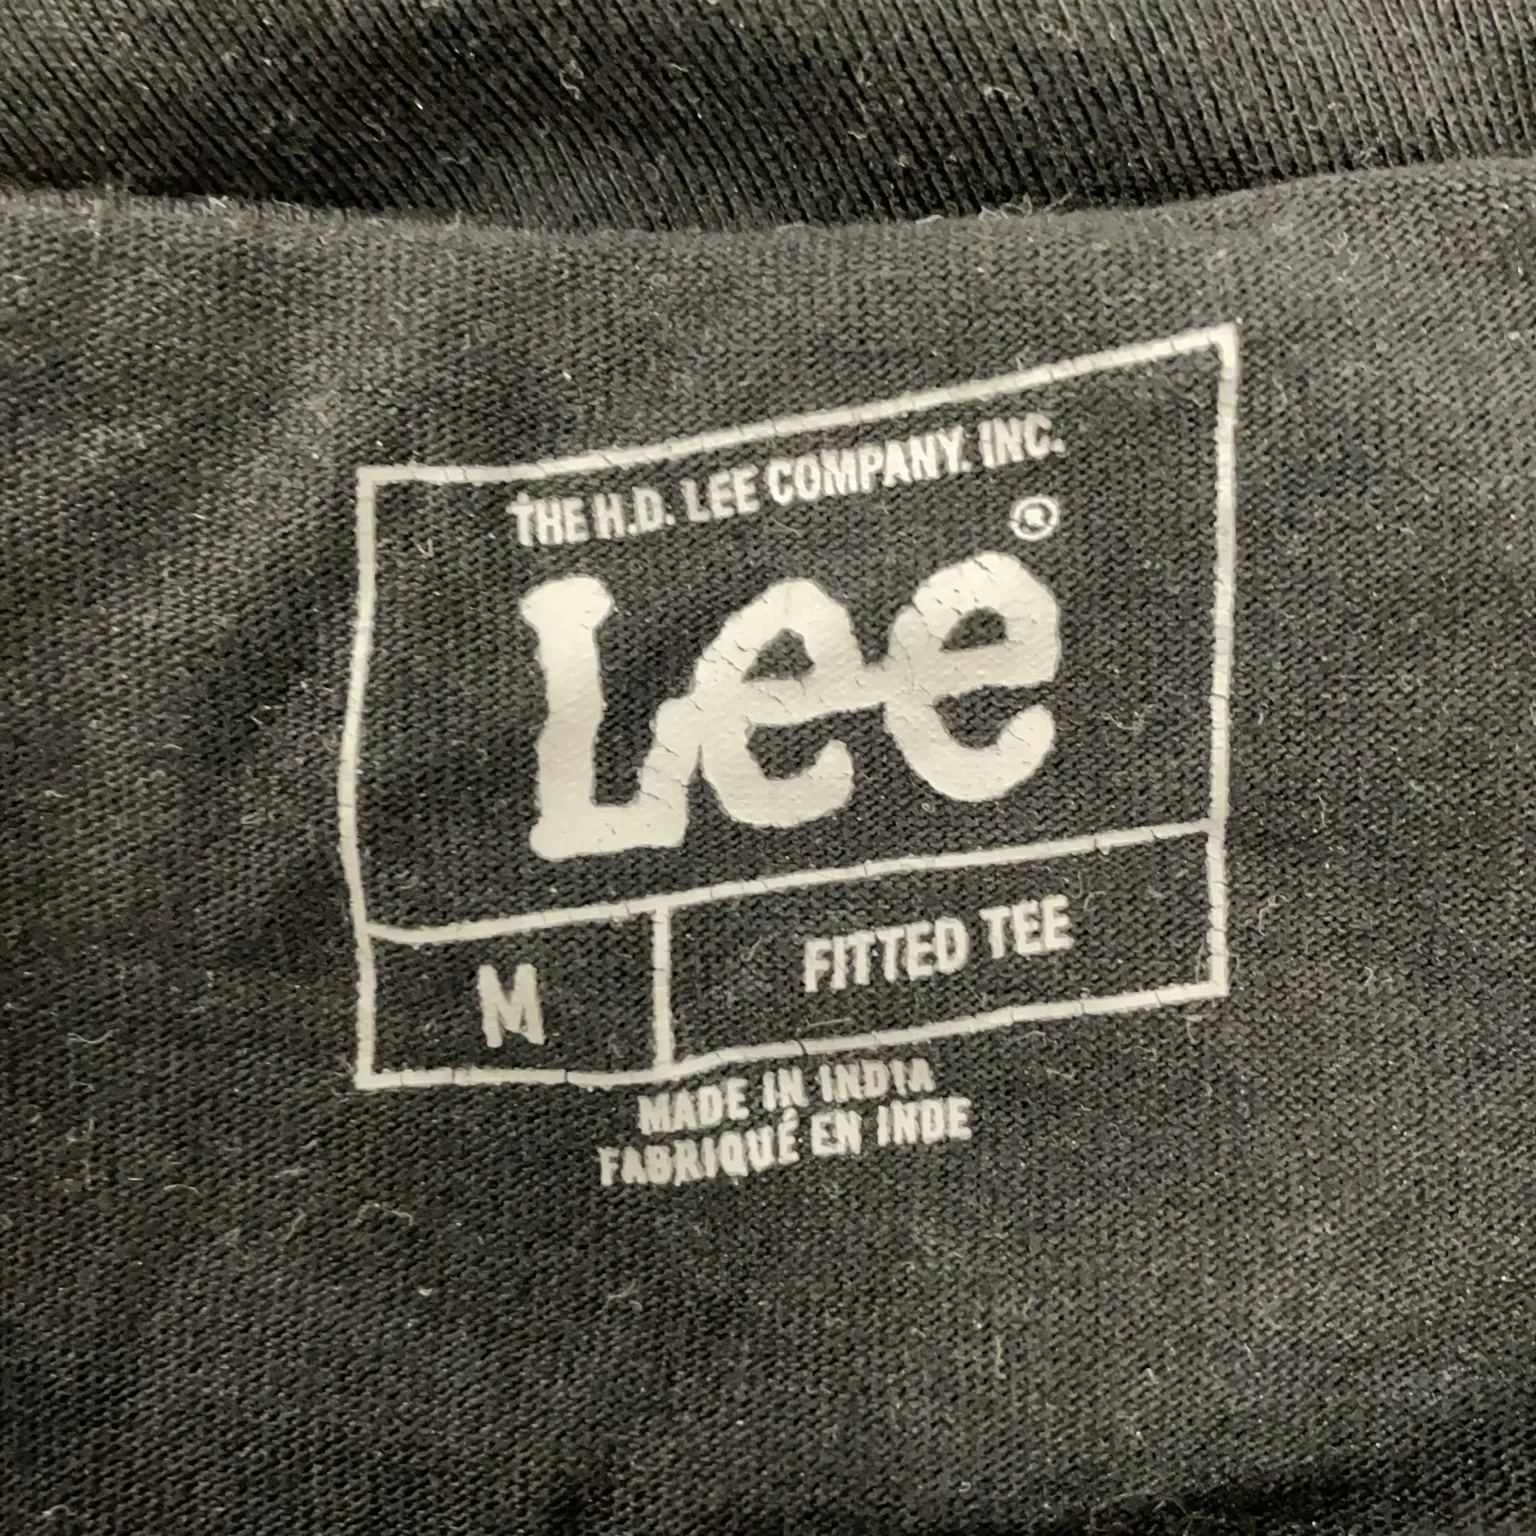 THE H.D. LEE COMPANY. INC.
®
Lee
M
FITTED TEE
MADE IN INDIA
FABRIQUÉ EN INDE